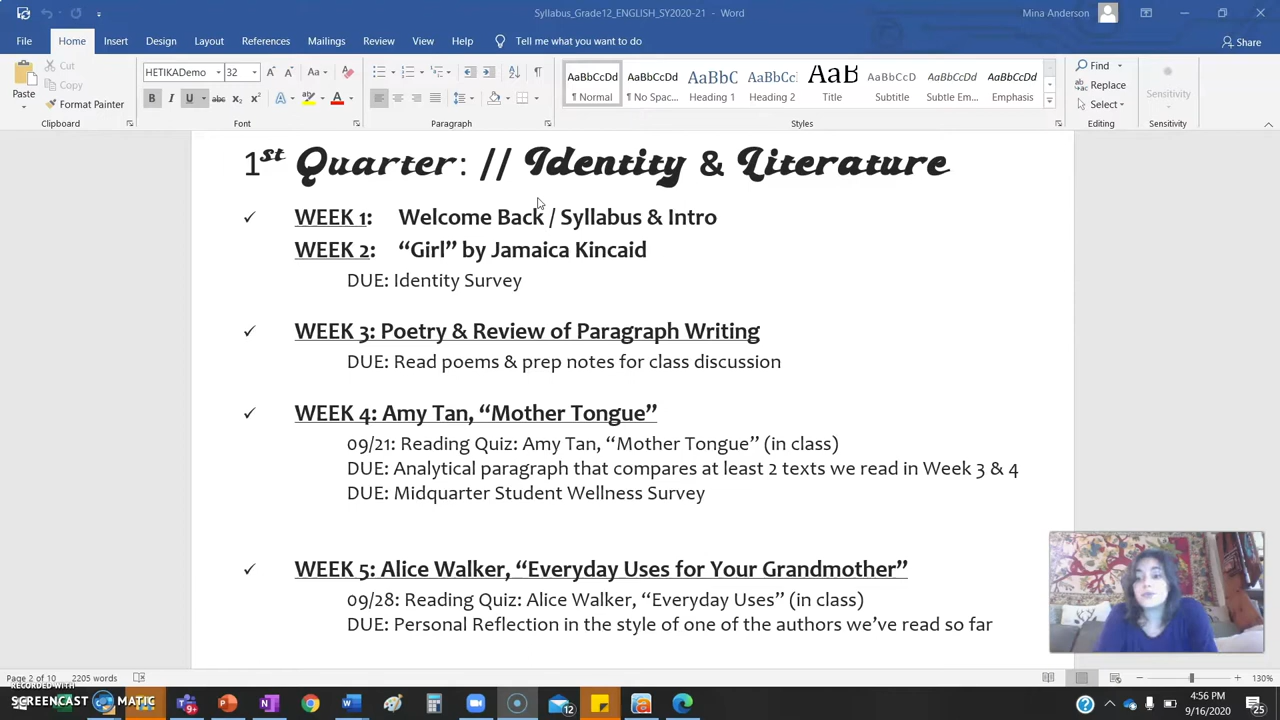 Syllabus_Grade12_ENGLISH_SY2020-21 - Word
Mina Anderson
File Home Insert Draw Design Layout References Mailings Review View Help Tell me what you want to do
Share
Paste
Cut
Copy
Format Painter
Clipboard
HETIKADemo 32
Font
Paragraph
AaBbCcDd AaBbCcDd AaBbC AaBbCc AaB AaBbCcD AaBbCcDd AaBbCcDd
¶ Normal ¶ No Spac... Heading 1 Heading 2 Title Subtitle Subtle Em... Emphasis
Styles
Find
Replace
Select
Editing
Sensitivity
Sensitivity
1st Quarter: // Identity & Literature
WEEK 1: Welcome Back / Syllabus & Intro
WEEK 2: “Girl” by Jamaica Kincaid
DUE: Identity Survey
WEEK 3: Poetry & Review of Paragraph Writing
DUE: Read poems & prep notes for class discussion
WEEK 4: Amy Tan, “Mother Tongue”
09/21: Reading Quiz: Amy Tan, “Mother Tongue” (in class)
DUE: Analytical paragraph that compares at least 2 texts we read in Week 3 & 4
DUE: Midquarter Student Wellness Survey
WEEK 5: Alice Walker, “Everyday Uses for Your Grandmother”
09/28: Reading Quiz: Alice Walker, “Everyday Uses” (in class)
DUE: Personal Reflection in the style of one of the authors we’ve read so far
Page 2 of 10 2205 words
130%
RECORDED WITH
SCREENCAST MATIC
4:56 PM
9/16/2020
25